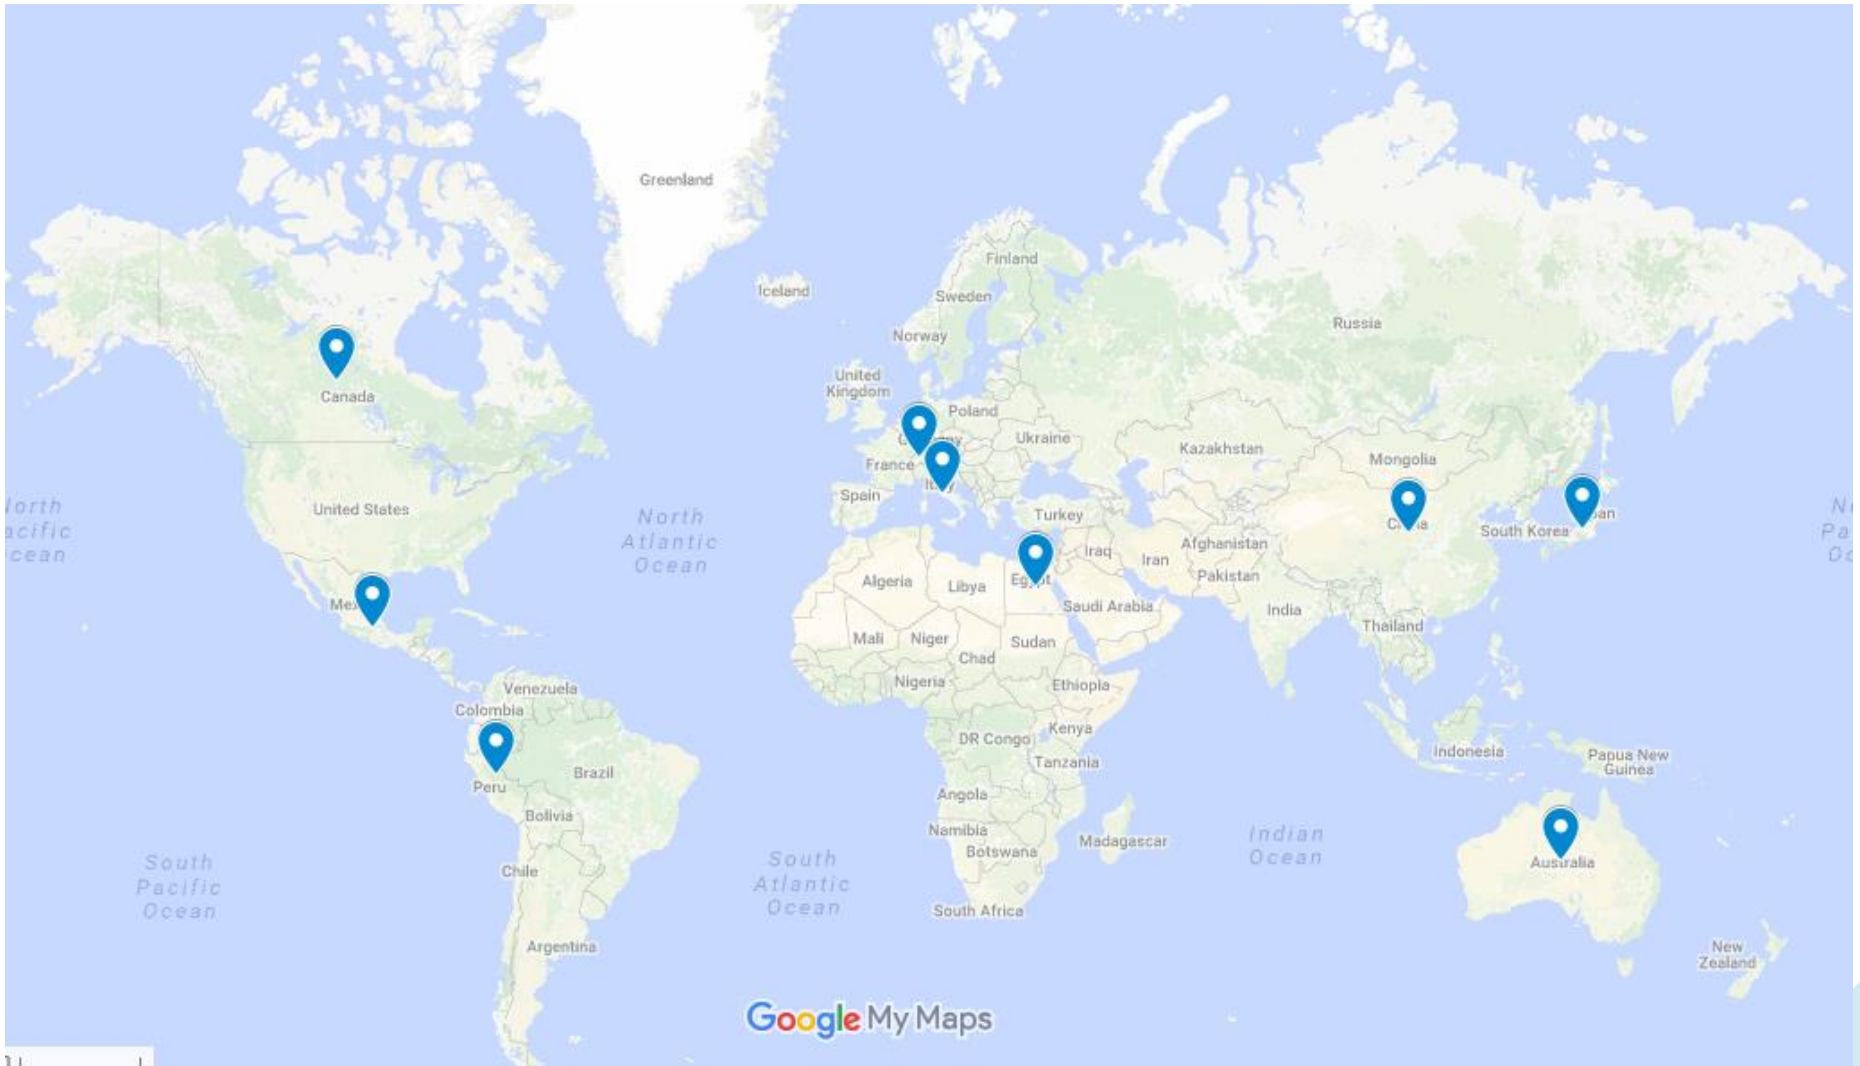 Greenland
Finland
Iceland
Sweden
Russia
Norway
United
Kingdom
Canada
Poland
Ukraine
Kazakhstan
France
Mongolia
Spain
United States
North
Atlantic
Ocean
Turkey
South Korea
Afghanistan
Iraq
Iran
Algeria
Libya
Pakistan
Saudi Arabia
India
Mali
Niger
Sudan
Thailand
Chad
Nigeria
Ethiopia
Venezuela
Colombia
Kenya
DR Congo
Indonesia
Papua New
Guinea
Tanzania
Brazil
Peru
Angola
Bolivia
Namibia
Madagascar
Indian
Ocean
Botswana
South
Pacific
Ocean
South
Atlantic
Ocean
Australia
Chile
South Africa
Argentina
New
Zealand
Google My Maps